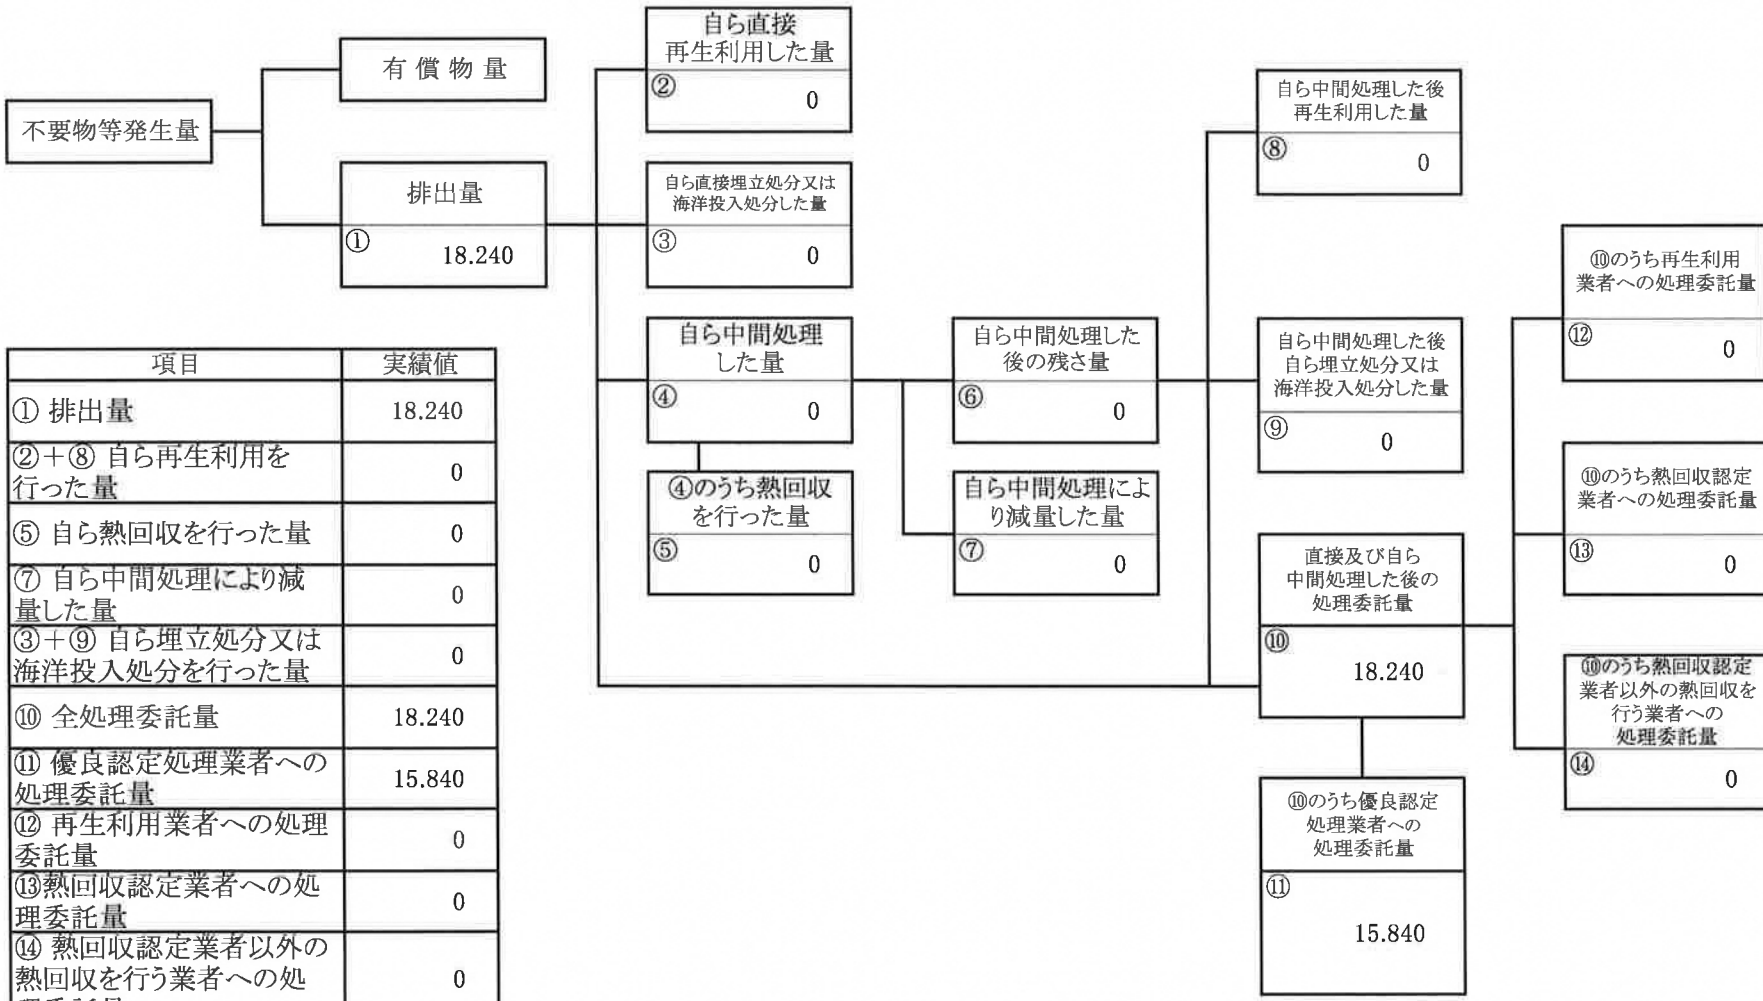 不要物等発生量
有償物量
排出量
①
18.240
自ら直接
再生利用した量
②
0
自ら直接埋立処分又は
海洋投入処分した量
③
0
自ら中間処理
した量
④
0
④のうち熱回収
を行った量
⑤
0
自ら中間処理した
後の残さ量
⑥
0
自ら中間処理によ
り減量した量
⑦
0
自ら中間処理した後
再生利用した量
⑧
0
自ら中間処理した後
自ら埋立処分又は
海洋投入処分した量
⑨
0
直接及び自ら
中間処理した後の
処理委託量
⑩
18.240
⑩のうち優良認定
処理業者への
処理委託量
⑪
15.840
⑩のうち再生利用
業者への処理委託量
⑫
0
⑩のうち熱回収認定
業者への処理委託量
⑬
0
⑩のうち熱回収認定
業者以外の熱回収を
行う業者への
処理委託量
⑭
0
項目 実績値
① 排出量 18.240
②+⑧ 自ら再生利用を
行った量 0
⑤ 自ら熱回収を行った量 0
⑦ 自ら中間処理により減
量した量 0
③+⑨ 自ら埋立処分又は
海洋投入処分を行った量 0
⑩ 全処理委託量 18.240
⑪ 優良認定処理業者への
処理委託量 15.840
⑫ 再生利用業者への処理
委託量 0
⑬熱回収認定業者への処
理委託量 0
⑭ 熱回収認定業者以外の
熱回収を行う業者への処 0